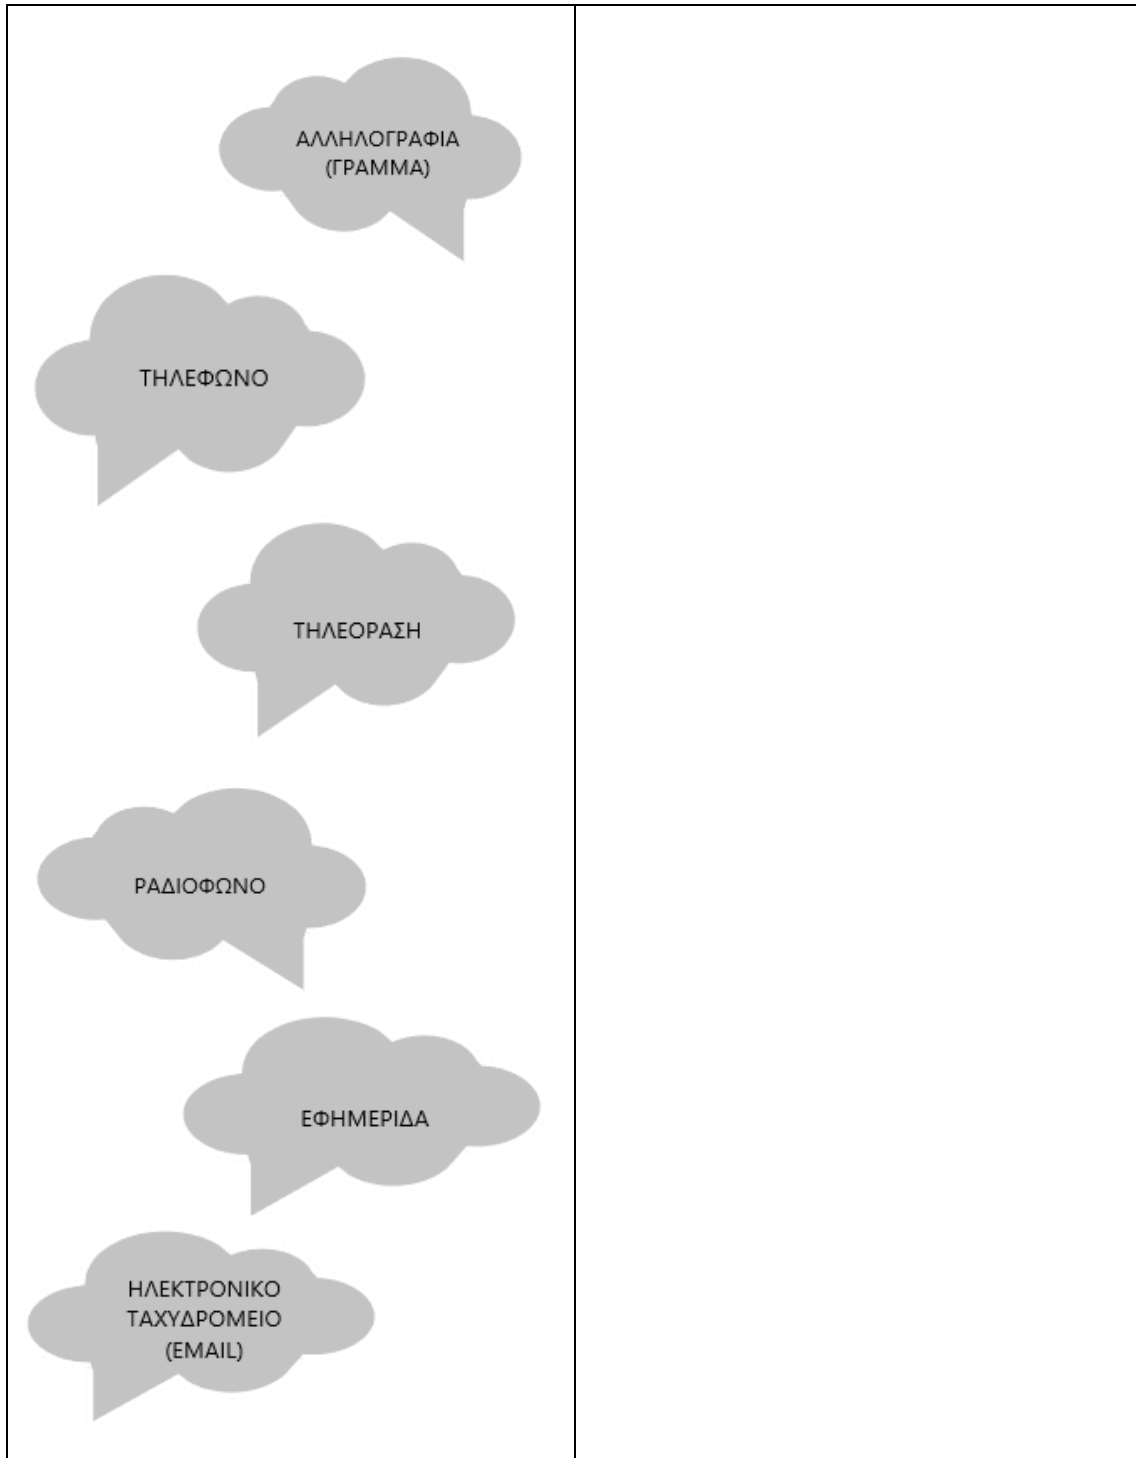 ΑΛΛΗΛΟΓΡΑΦΙΑ
(ΓΡΑΜΜΑ)
ΤΗΛΕΦΩΝΟ
ΤΗΛΕΟΡΑΣΗ
ΡΑΔΙΟΦΩΝΟ
ΕΦΗΜΕΡΙΔΑ
ΗΛΕΚΤΡΟΝΙΚΟ
ΤΑΧΥΔΡΟΜΕΙΟ
(EMAIL)